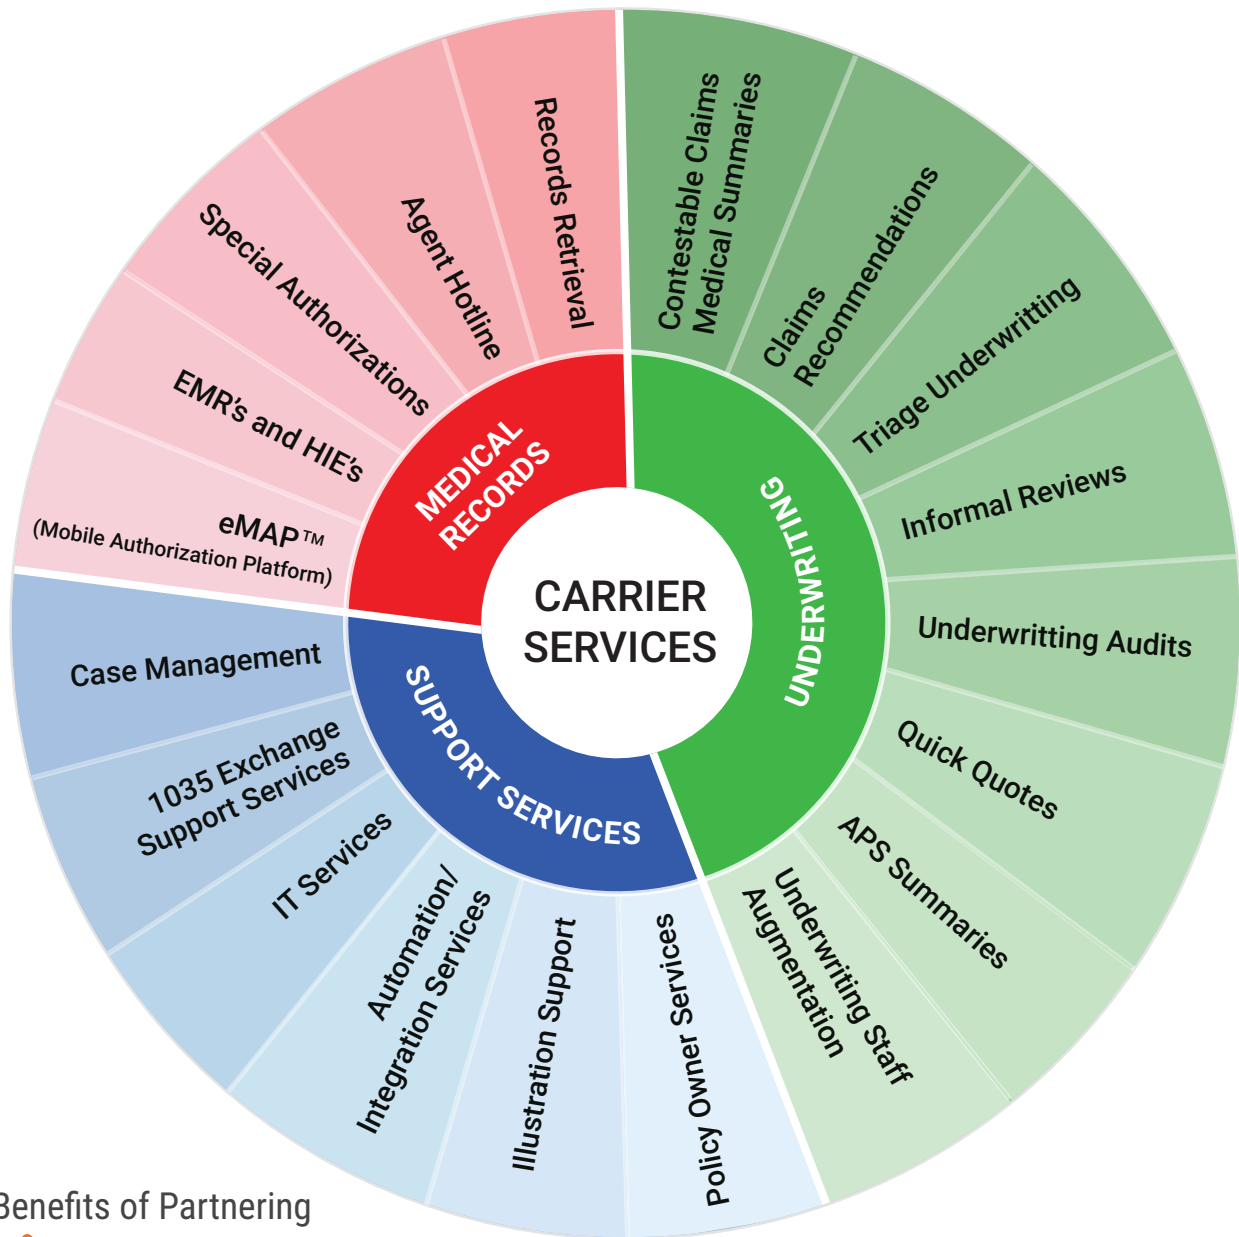 CARRIER
SERVICES
MEDICAL
RECORDS
Records Retrieval
Agent Hotline
Special Authorizations
EMR's and HIE's
eMAP™
(Mobile Authorization Platform)
UNDERWRITING
Contestable Claims
Medical Summaries
Claims
Recommendations
Triage Underwritting
Informal Reviews
Underwritting Audits
Quick Quotes
APS Summaries
Underwriting Staff
Augmentation
SUPPORT SERVICES
Case Management
1035 Exchange
Support Services
IT Services
Automation/
Integration Services
Illustration Support
Policy Owner Services
Benefits of Partnering